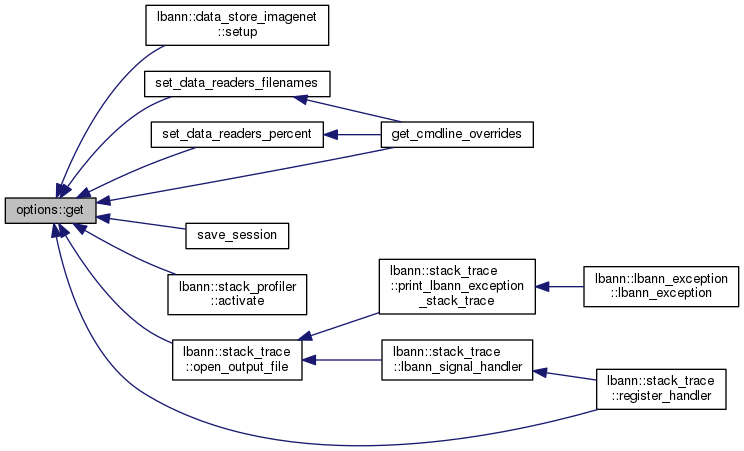 lbann::data_store_imagenet
::setup
set_data_readers_filenames
set_data_readers_percent
get_cmdline_overrides
options::get
save_session
lbann::stack_profiler
::activate
lbann::stack_trace
::print_lbann_exception
_stack_trace
lbann::lbann_exception
::lbann_exception
lbann::stack_trace
::open_output_file
lbann::stack_trace
::lbann_signal_handler
lbann::stack_trace
::register_handler